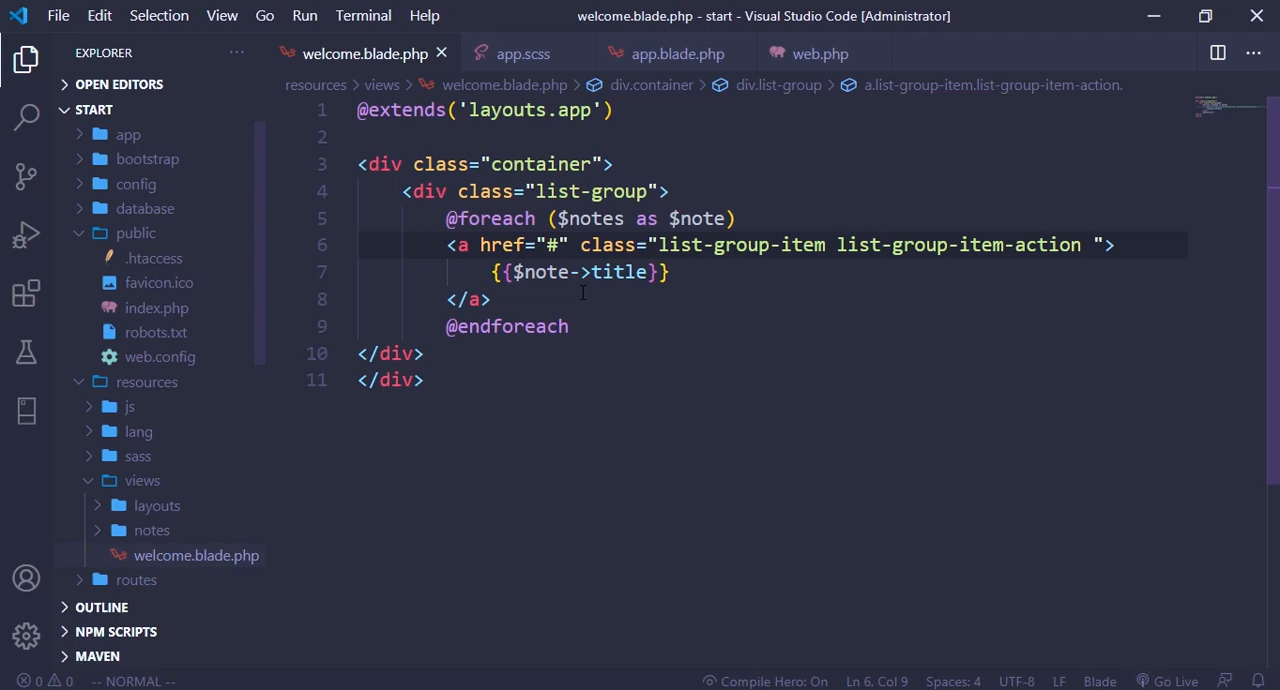 File Edit Selection View Go Run Terminal Help welcome.blade.php - start - Visual Studio Code [Administrator]
EXPLORER ··· welcome.blade.php app.scss app.blade.php web.php ···
OPEN EDITORS resources > views > welcome.blade.php > div.container > div.list-group > a.list-group-item.list-group-item-action.
START
app
bootstrap
config
database
public
.htaccess
favicon.ico
index.php
robots.txt
web.config
resources
js
lang
sass
views
layouts
notes
welcome.blade.php
routes
OUTLINE
NPM SCRIPTS
MAVEN
1 @extends('layouts.app')
2
3 <div class="container">
4 <div class="list-group">
5 @foreach ($notes as $note)
6 <a href="#" class="list-group-item list-group-item-action ">
7 {{$note->title}}
8 </a>
9 @endforeach
10 </div>
11 </div>
0 0 -- NORMAL -- Compile Hero: On Ln 6, Col 9 Spaces: 4 UTF-8 LF Blade Go Live